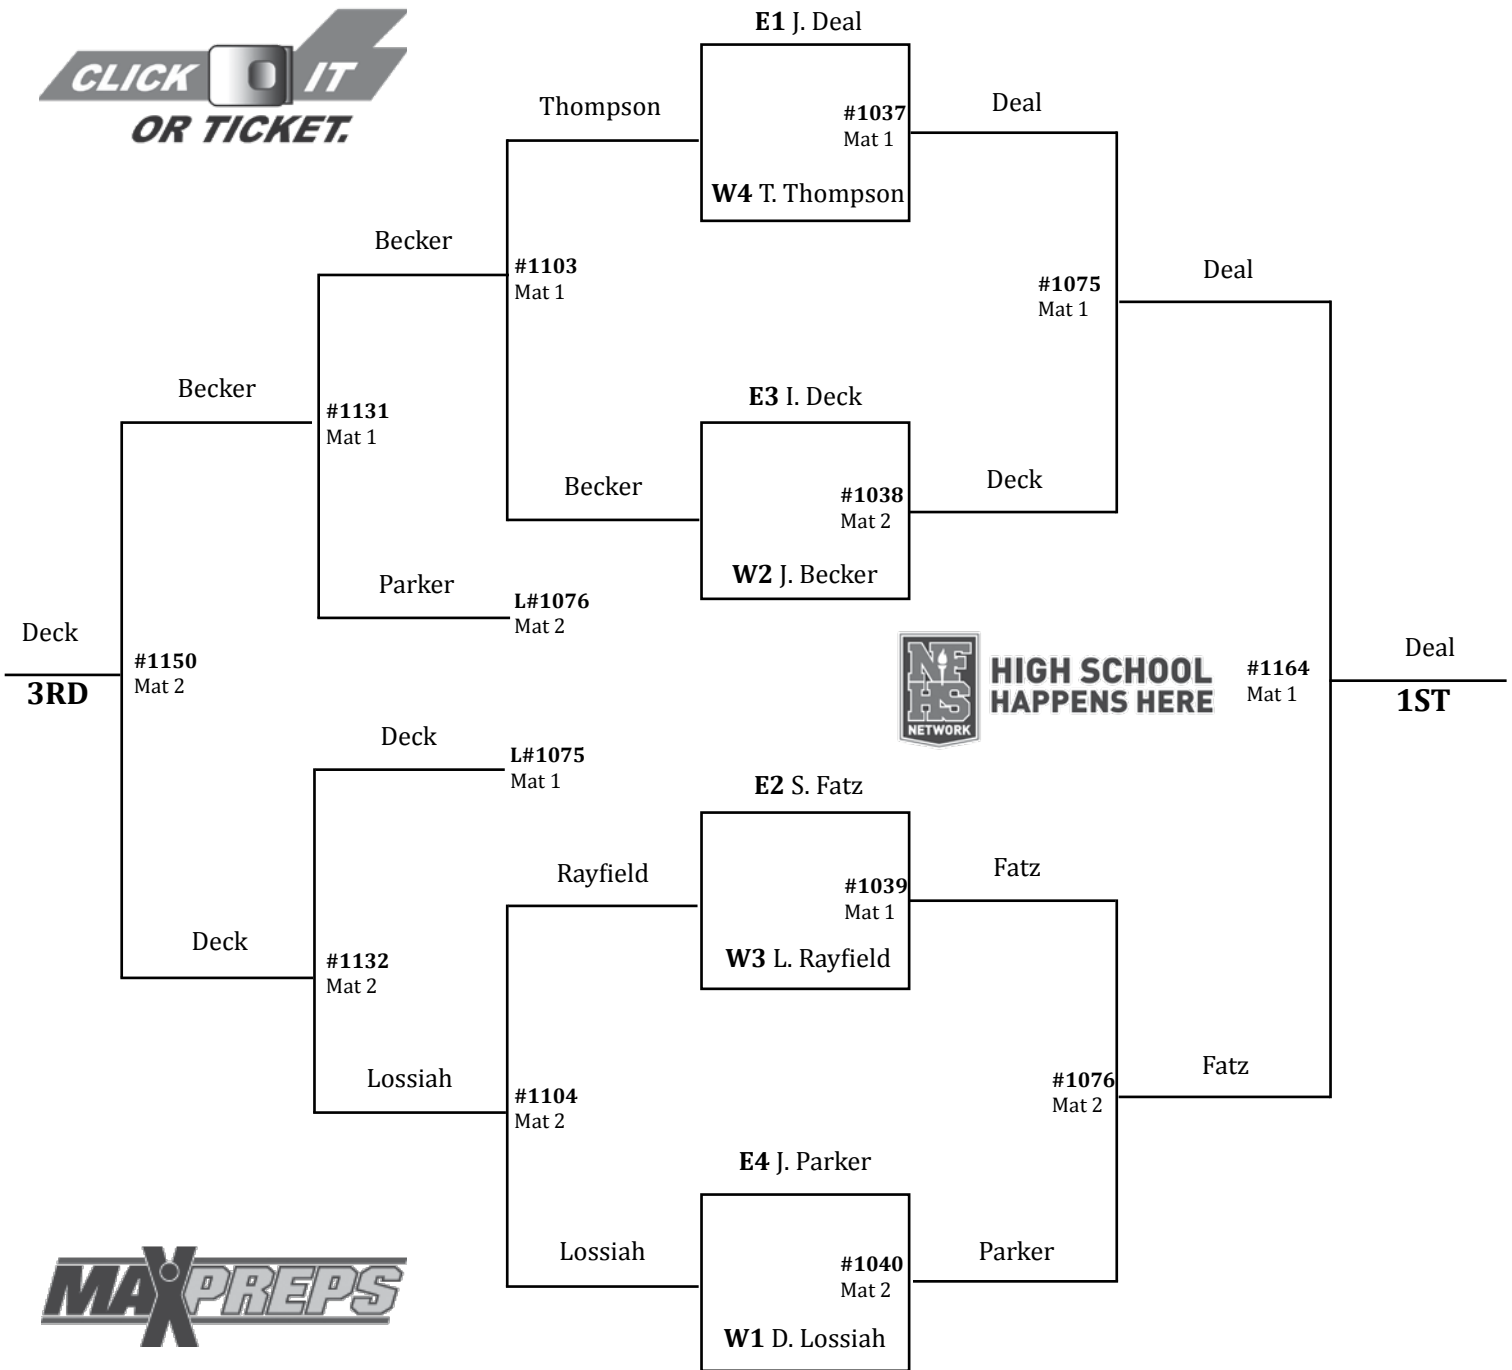 E1 J. Deal
CLICK IT
OR TICKET.
Thompson
#1037
Mat 1
Deal
W4 T. Thompson
Becker
#1103
Mat 1
#1075
Mat 1
Deal
Becker
#1131
Mat 1
E3 I. Deck
Becker
#1038
Mat 2
Deck
W2 J. Becker
Parker
L#1076
Mat 2
Deck
3RD
#1150
Mat 2
NF
HS
NETWORK
HIGH SCHOOL
HAPPENS HERE
#1164
Mat 1
Deal
1ST
Deck
L#1075
Mat 1
E2 S. Fatz
Rayfield
#1039
Mat 1
Fatz
W3 L. Rayfield
Deck
#1132
Mat 2
Lossiah
#1104
Mat 2
#1076
Mat 2
Fatz
E4 J. Parker
Lossiah
#1040
Mat 2
Parker
W1 D. Lossiah
MAXPREPS